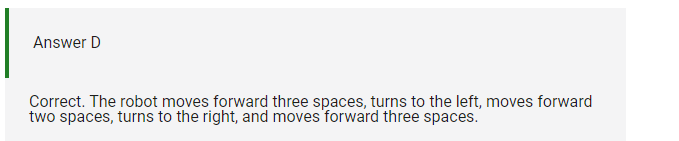 Answer D
Correct. The robot moves forward three spaces, turns to the left, moves forward
two spaces, turns to the right, and moves forward three spaces.